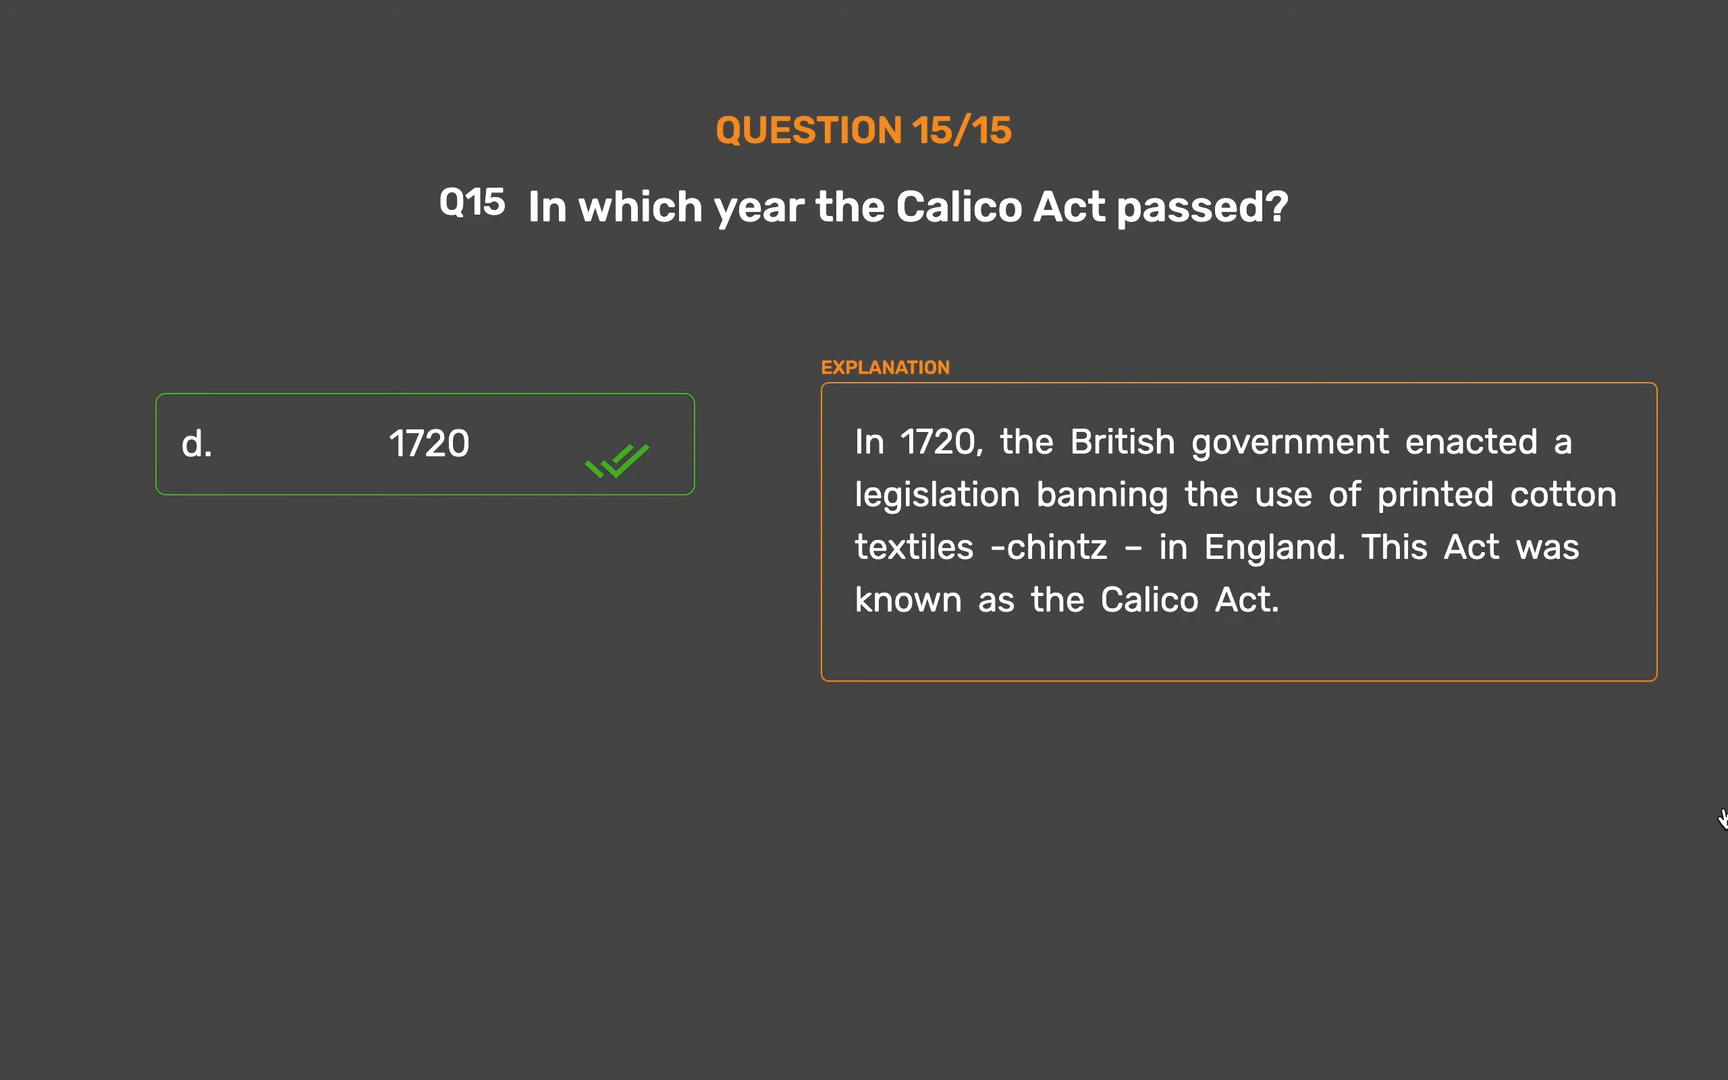 QUESTION 15/15
Q15 In which year the Calico Act passed?
d. 1720
EXPLANATION
In 1720, the British government enacted a
legislation banning the use of printed cotton
textiles -chintz – in England. This Act was
known as the Calico Act.